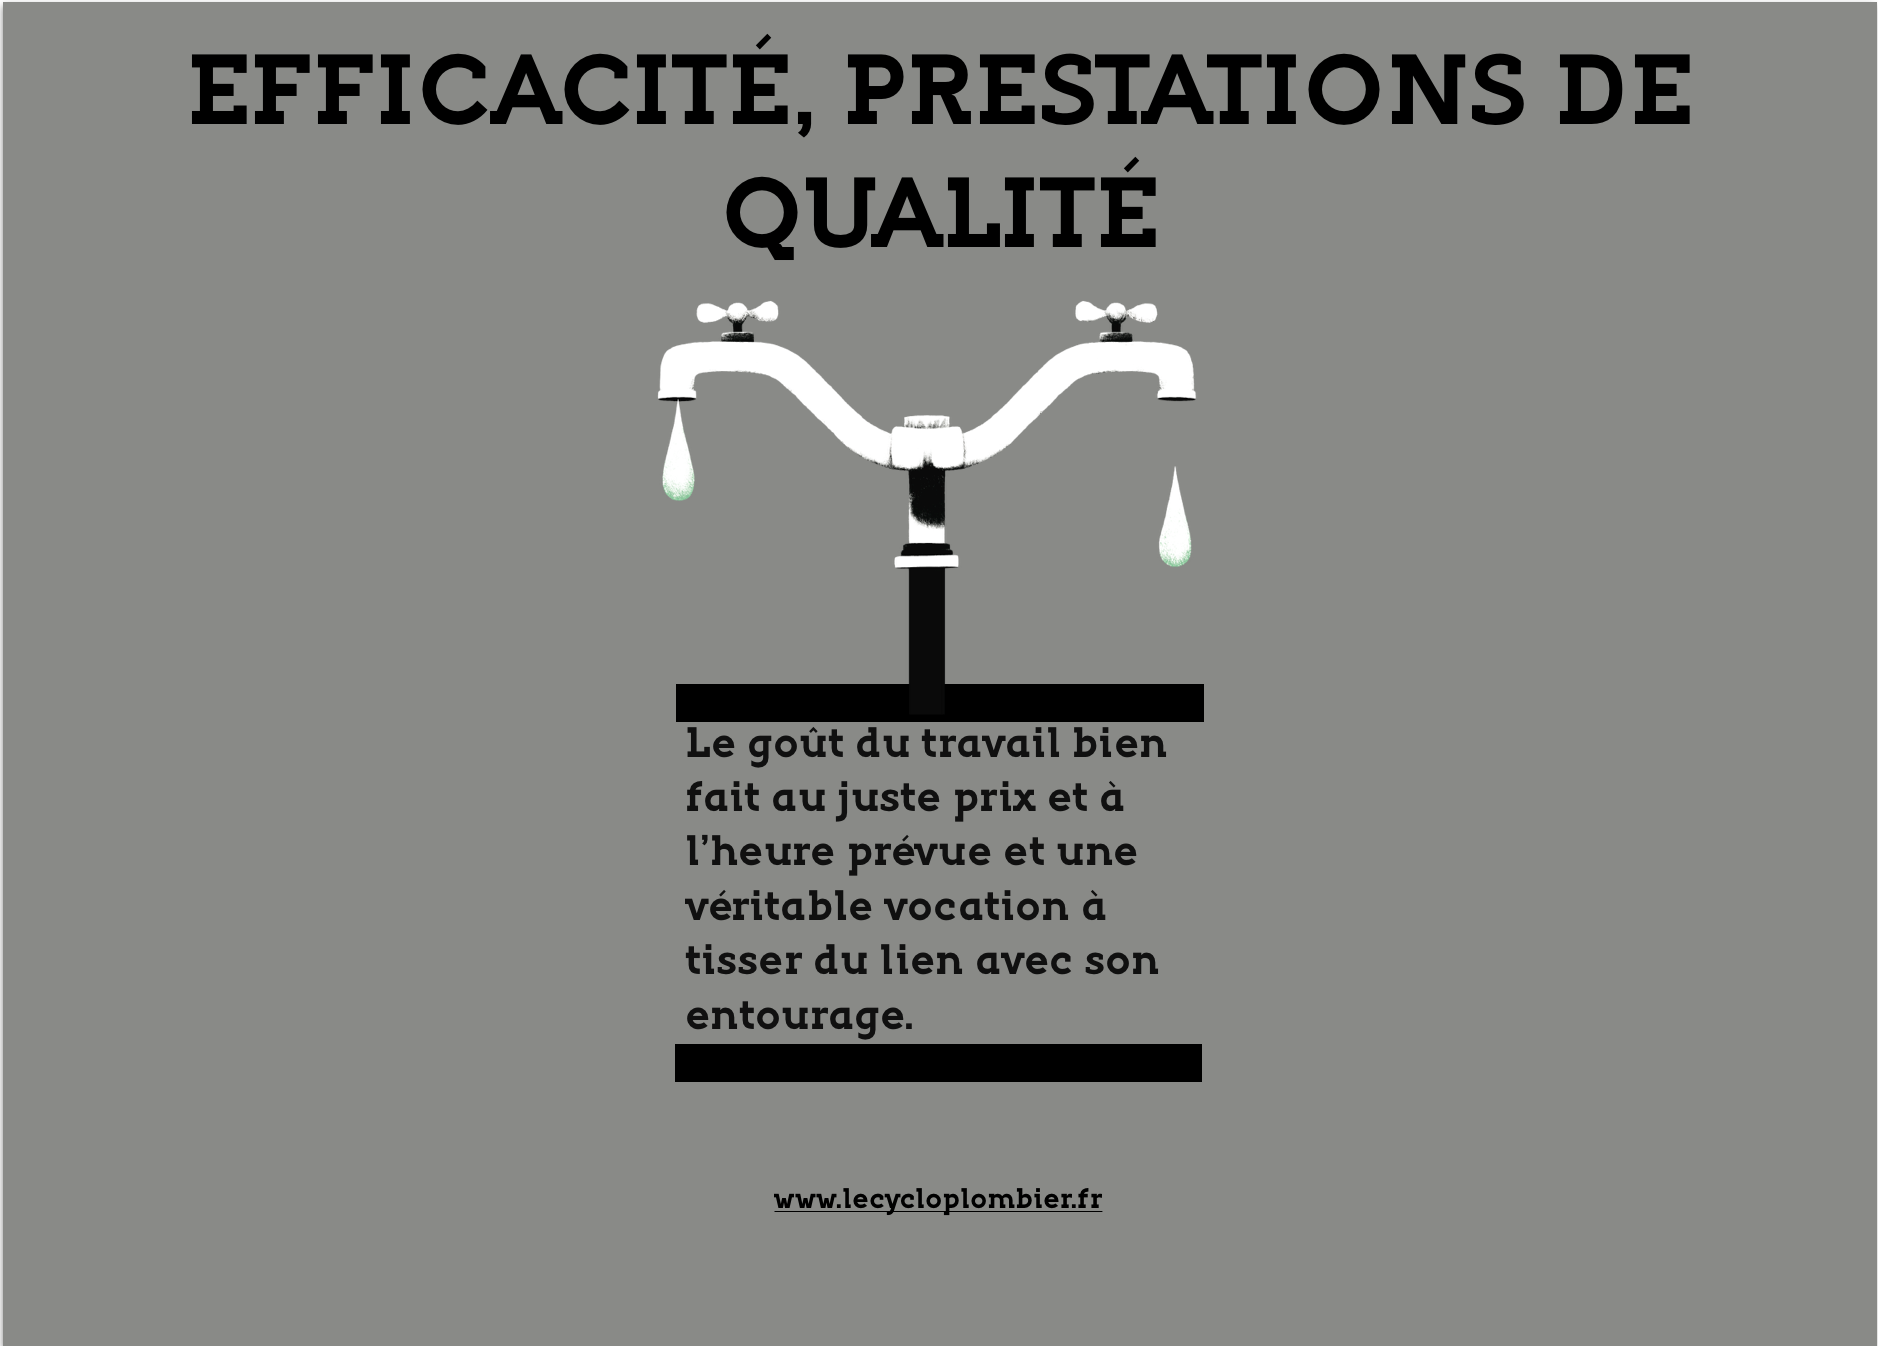 EFFICACITÉ, PRESTATIONS DE
QUALITÉ
Le goût du travail bien
fait au juste prix et à
l’heure prévue et une
véritable vocation à
tisser du lien avec son
entourage.
www.lecycloplombier.fr